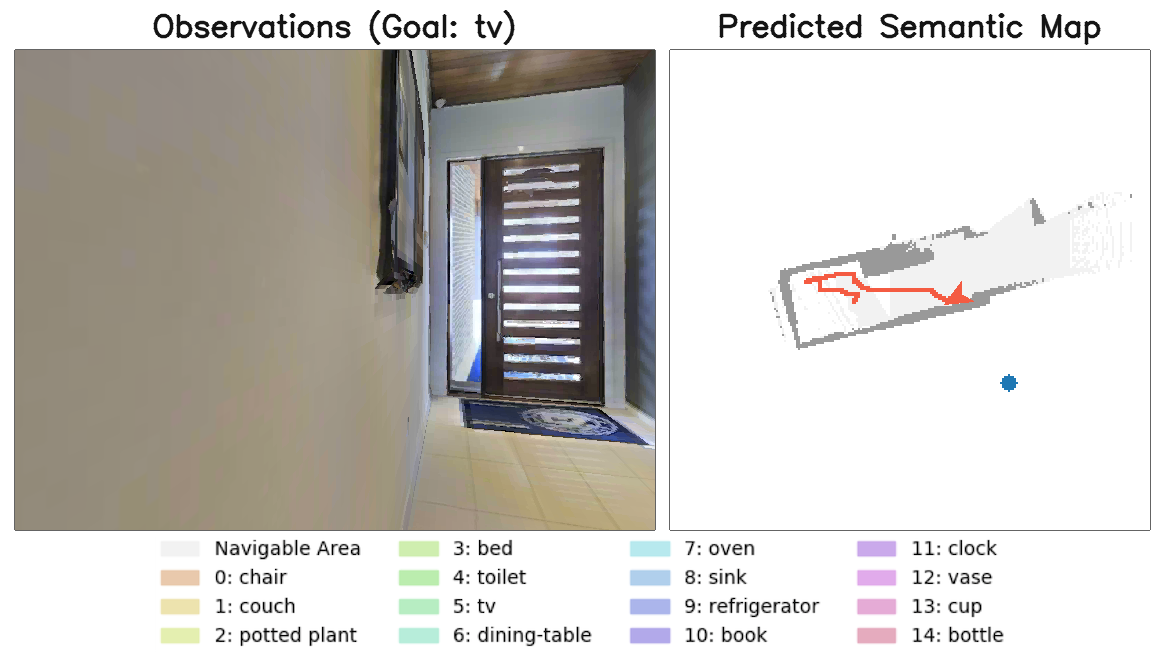 Observations (Goal: tv)
Predicted Semantic Map
Navigable Area
0: chair
1: couch
2: potted plant
3: bed
4: toilet
5: tv
6: dining-table
7: oven
8: sink
9: refrigerator
10: book
11: clock
12: vase
13: cup
14: bottle